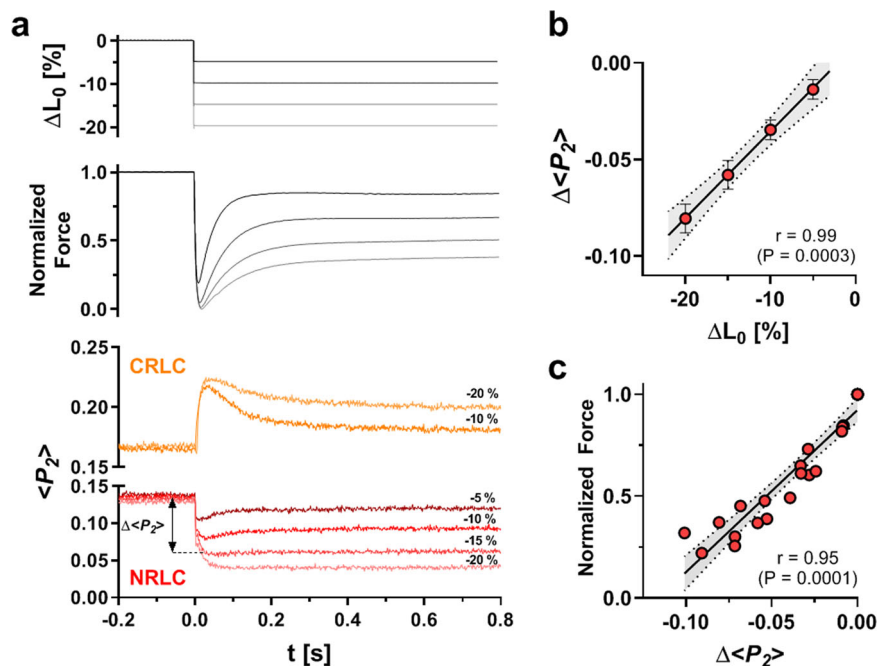 a
0
-10
-20
ΔL₀ [%]
1.0
0.5
0.0
Normalized
Force
0.25
0.20
0.15
CRLC
-20 %
-10 %
<P₂>
0.15
0.10
0.05
0.00
Δ<P₂>
NRLC
-5 %
-10 %
-15 %
-20 %
-0.2 0.0 0.2 0.4 0.6 0.8
t [s]
b
0.00
-0.05
-0.10
Δ<P₂>
r = 0.99
(P = 0.0003)
-20 -10 0
ΔL₀ [%]
c
1.0
0.5
0.0
Normalized Force
r = 0.95
(P = 0.0001)
-0.10 -0.05 0.00
Δ<P₂>